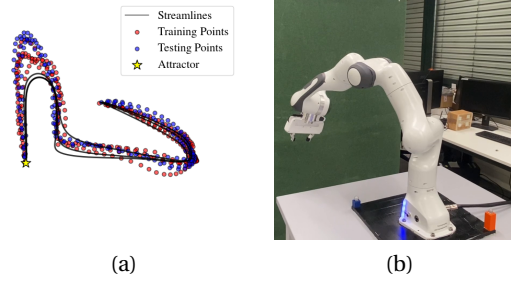 Streamlines
Training Points
Testing Points
Attractor
(a)
(b)